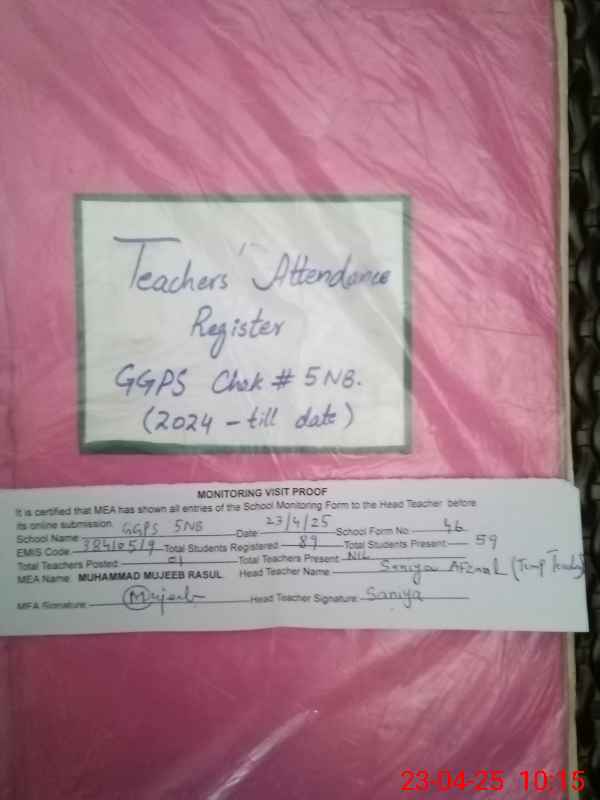 Teachers' Attendance
Register
GGPS Chak # 5NB.
(2024 - till date)
MONITORING VISIT PROOF
It is certified that MEA has shown all entries of the School Monitoring Form to the Head Teacher before
its online submission.
School Name GGPS 5NB Date 23/4/25 School Form No. 46
EMIS Code 38410519 Total Students Registered 89 Total Students Present 59
Total Teachers Posted 01 Total Teachers Present NIL
MEA Name MUHAMMAD MUJEEB RASUL Head Teacher Name Saniya Afzaal (Temp Teacher)
MEA Signature Mujeeb Head Teacher Signature Saniya
23-04-25 10:15